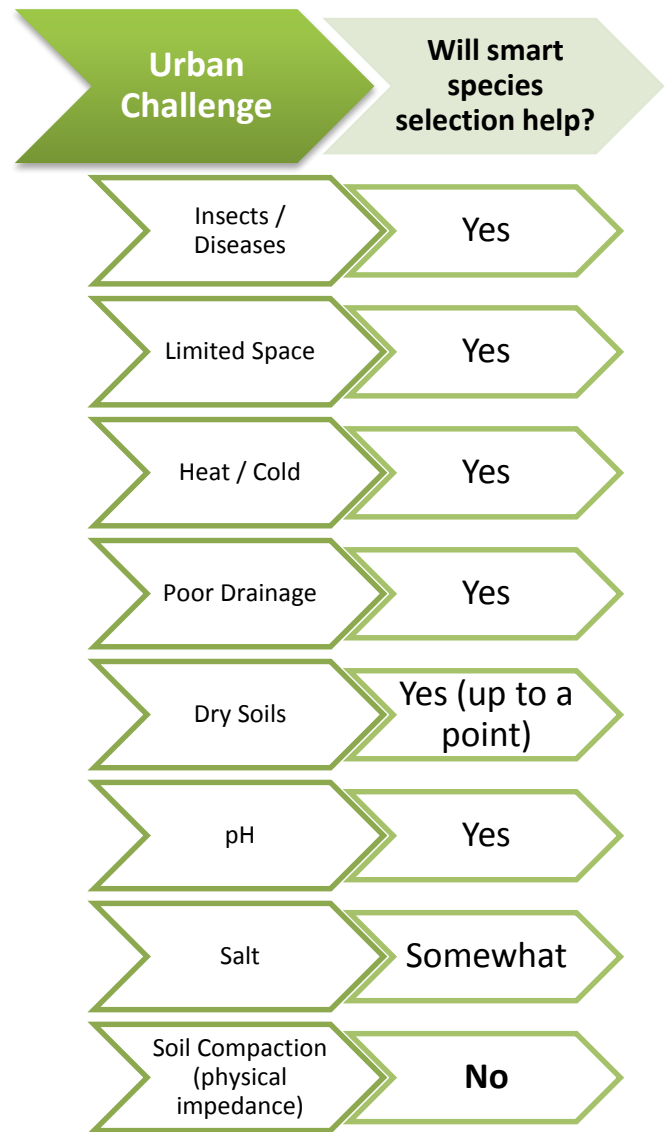 Urban
Challenge
Will smart
species
selection help?
Insects /
Diseases
Yes
Limited Space
Yes
Heat / Cold
Yes
Poor Drainage
Yes
Dry Soils
Yes (up to a
point)
pH
Yes
Salt
Somewhat
Soil Compaction
(physical
impedance)
No